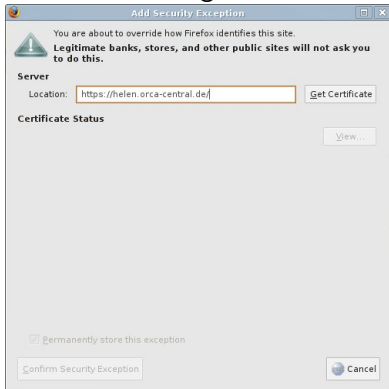 Add Security Exception
You are about to override how Firefox identifies this site.
Legitimate banks, stores, and other public sites will not ask you
to do this.
Server
Location: https://helen.orca-central.de/ Get Certificate
Certificate Status
View...
Permanently store this exception
Confirm Security Exception Cancel